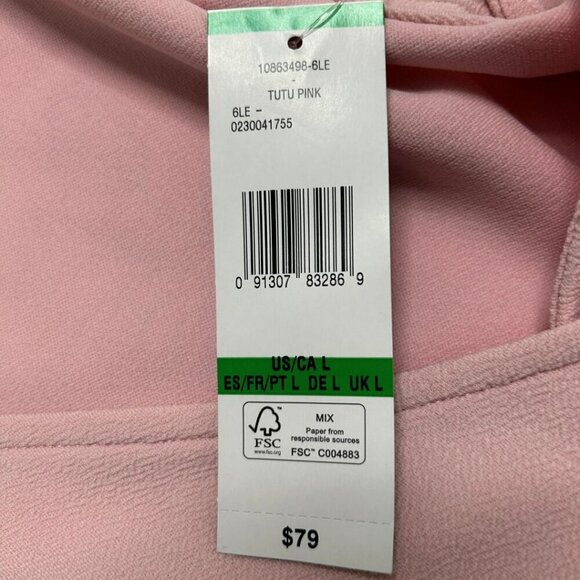 10863498-6LE
-
TUTU PINK
6LE -
0230041755
0 91307 83286 9
US/CA L
ES/FR/PT L DE L UK L
FSC
www.fsc.org
MIX
Paper from
responsible sources
FSC™ C004883
$79